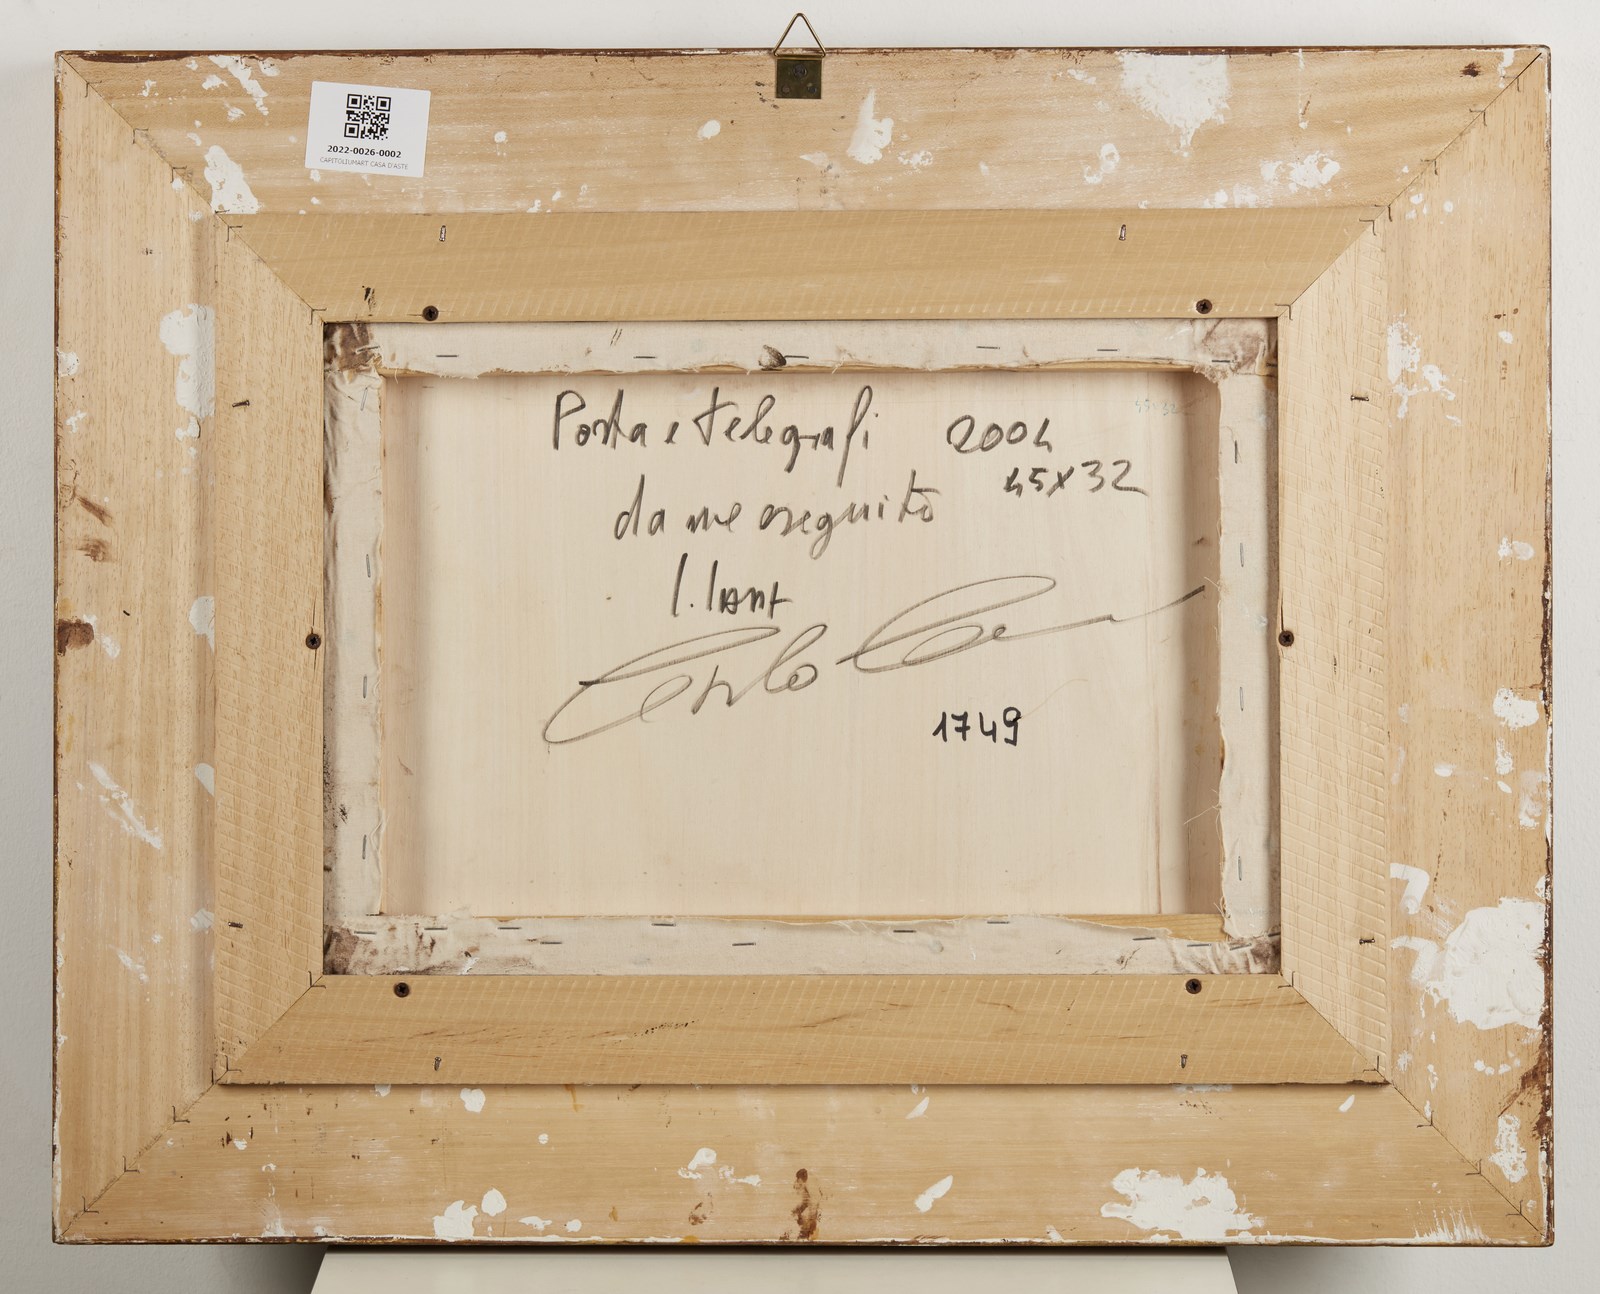 2022-0026-0002
CAPITOLIUMART CASA D'ASTE
Posta e telegrafi 2004
45x32
da me eseguito
1749